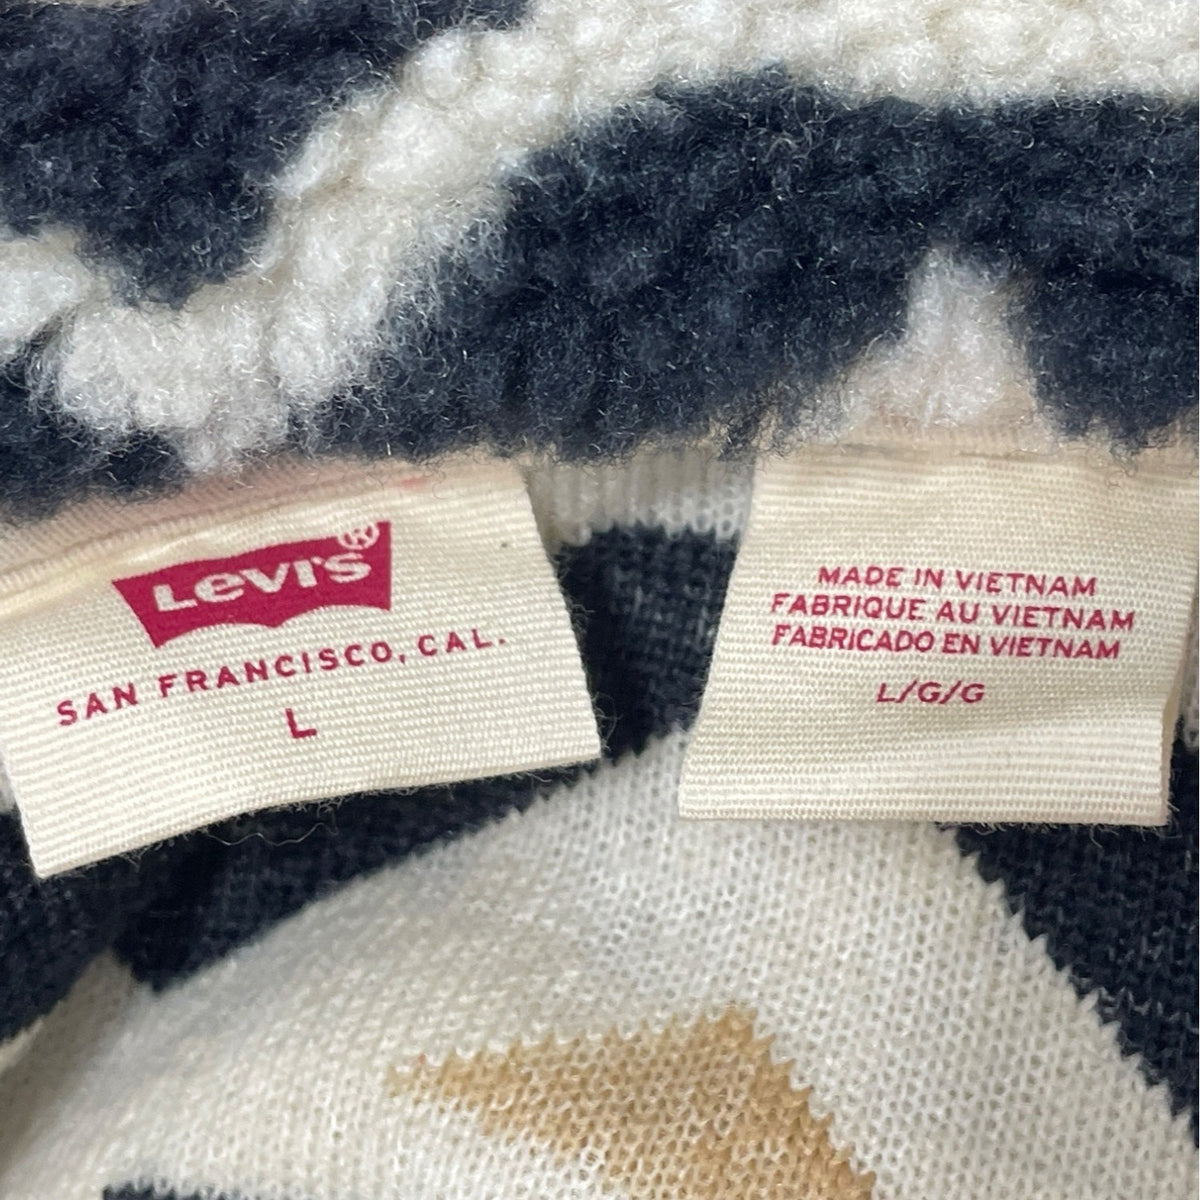 Levi's®
SAN FRANCISCO, CAL.
L
MADE IN VIETNAM
FABRIQUE AU VIETNAM
FABRICADO EN VIETNAM
L/G/G